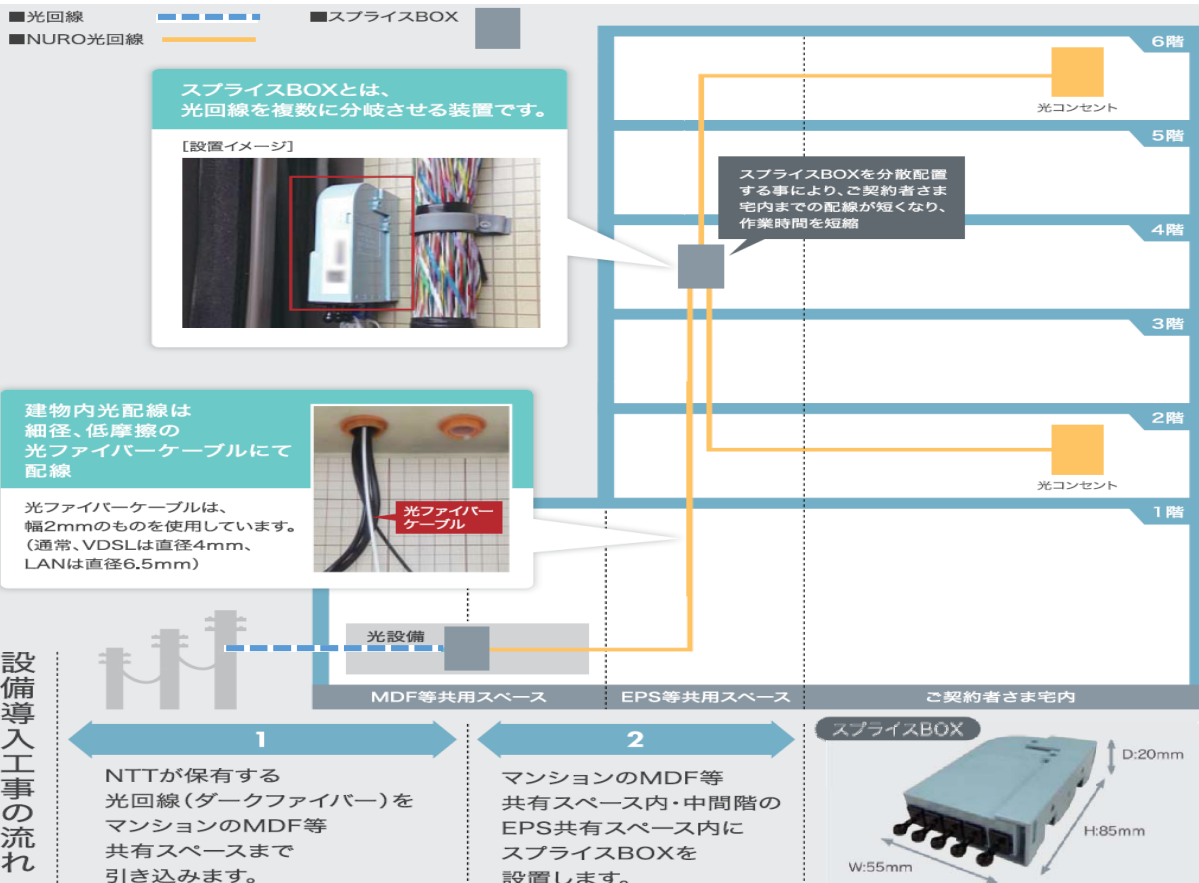 ■光回線
■スプライスBOX
■NURO光回線
スプライスBOXとは、
光回線を複数に分岐させる装置です。
[設置イメージ]
6階
光コンセント
5階
スプライスBOXを分散配置
する事により、ご契約者さま
宅内までの配線が短くなり、
作業時間を短縮
4階
3階
建物内光配線は
細径、低摩擦の
光ファイバーケーブルにて
配線
光ファイバーケーブルは、
幅2mmのものを使用しています。
(通常、VDSLは直径4mm、
LANは直径6.5mm)
光ファイバー
ケーブル
2階
光コンセント
1階
光設備
MDF等共用スペース
EPS等共用スペース
ご契約者さま宅内
設備導入工事の流れ
1
NTTが保有する
光回線(ダークファイバー)を
マンションのMDF等
共有スペースまで
引き込みます。
2
マンションのMDF等
共有スペース内・中間階の
EPS共有スペース内に
スプライスBOXを
設置します。
スプライスBOX
D:20mm
H:85mm
W:55mm